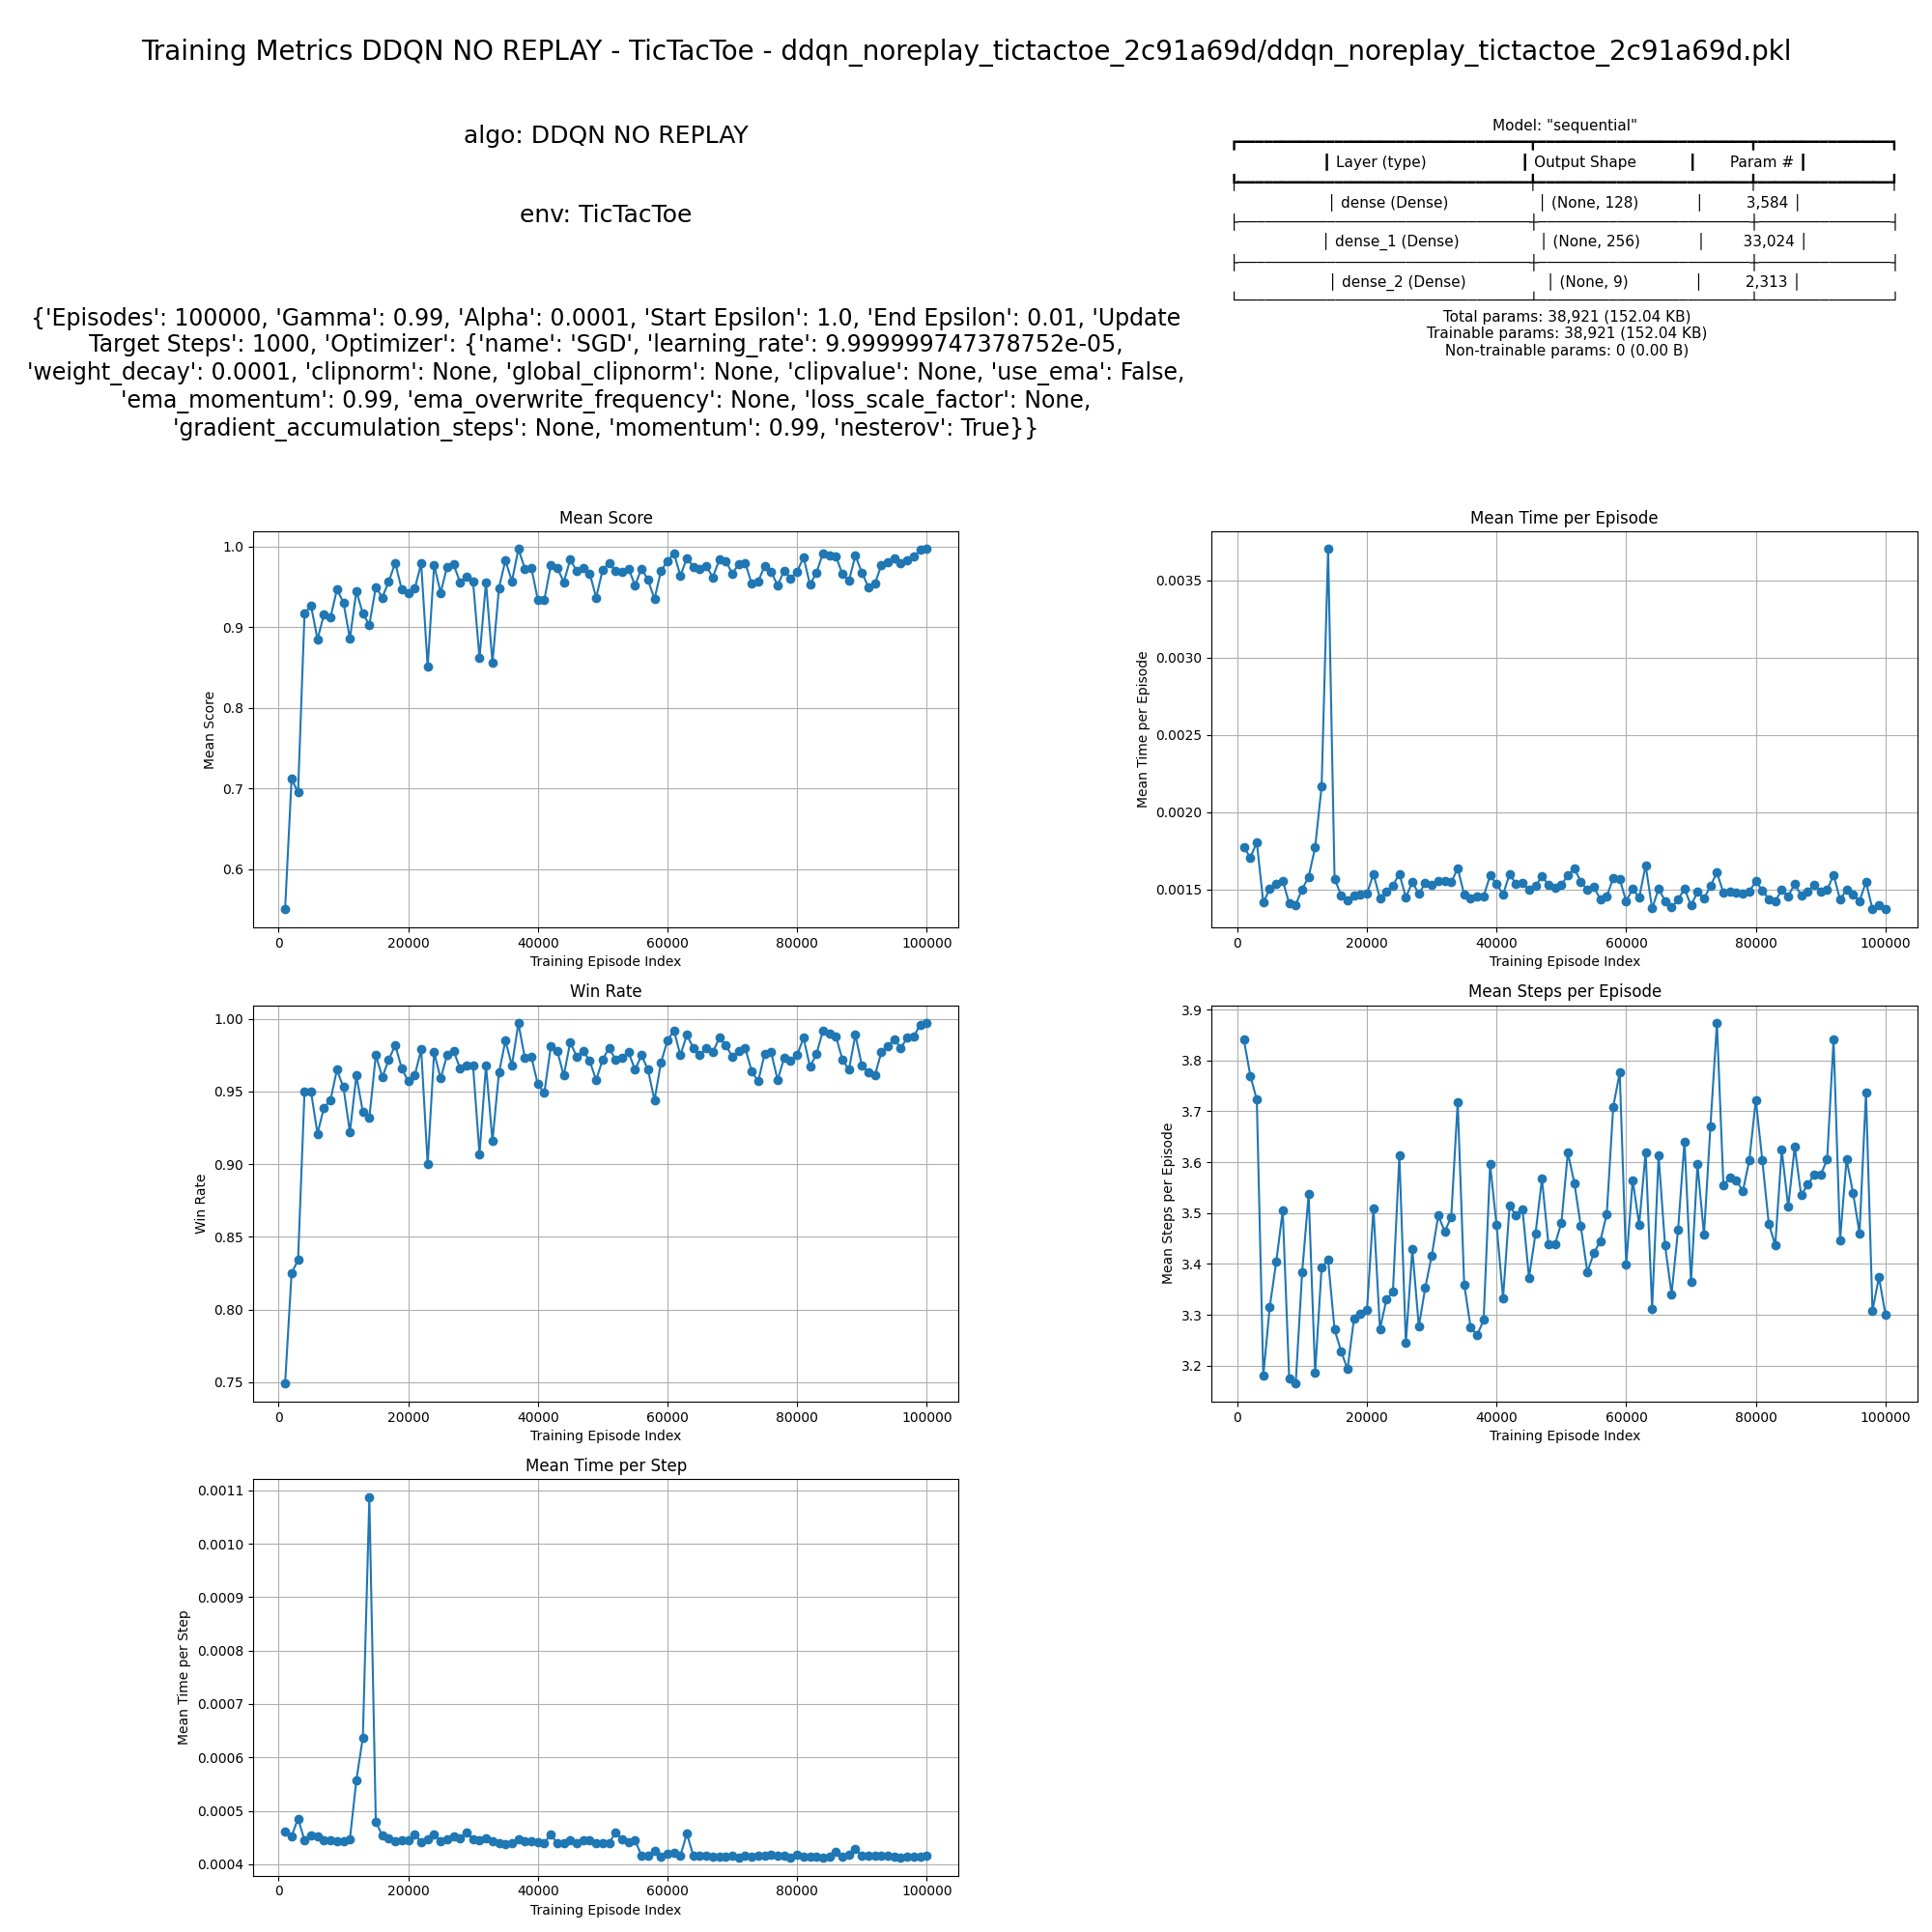 Training Metrics DDQN NO REPLAY - TicTacToe - ddqn_noreplay_tictactoe_2c91a69d/ddqn_noreplay_tictactoe_2c91a69d.pkl
algo: DDQN NO REPLAY
env: TicTacToe
{'Episodes': 100000, 'Gamma': 0.99, 'Alpha': 0.0001, 'Start Epsilon': 1.0, 'End Epsilon': 0.01, 'Update
Target Steps': 1000, 'Optimizer': {'name': 'SGD', 'learning_rate': 9.999999747378752e-05,
'weight_decay': 0.0001, 'clipnorm': None, 'global_clipnorm': None, 'clipvalue': None, 'use_ema': False,
'ema_momentum': 0.99, 'ema_overwrite_frequency': None, 'loss_scale_factor': None,
'gradient_accumulation_steps': None, 'momentum': 0.99, 'nesterov': True}}
Model: "sequential"
Layer (type) Output Shape Param #
dense (Dense) (None, 128) 3,584
dense_1 (Dense) (None, 256) 33,024
dense_2 (Dense) (None, 9) 2,313
Total params: 38,921 (152.04 KB)
Trainable params: 38,921 (152.04 KB)
Non-trainable params: 0 (0.00 B)
Mean Score
Mean Score
1.0
0.9
0.8
0.7
0.6
0 20000 40000 60000 80000 100000
Training Episode Index
Mean Time per Episode
Mean Time per Episode
0.0035
0.0030
0.0025
0.0020
0.0015
0 20000 40000 60000 80000 100000
Training Episode Index
Win Rate
Win Rate
1.00
0.95
0.90
0.85
0.80
0.75
0 20000 40000 60000 80000 100000
Training Episode Index
Mean Steps per Episode
Mean Steps per Episode
3.9
3.8
3.7
3.6
3.5
3.4
3.3
3.2
0 20000 40000 60000 80000 100000
Training Episode Index
Mean Time per Step
Mean Time per Step
0.0011
0.0010
0.0009
0.0008
0.0007
0.0006
0.0005
0.0004
0 20000 40000 60000 80000 100000
Training Episode Index